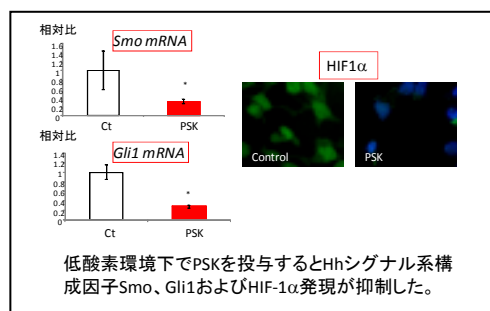 相対比
Smo mRNA
1.6
1.4
1.2
1
0.8
0.6
0.4
0.2
0
*
Ct
PSK
相対比
Gli1 mRNA
1.4
1.2
1
0.8
0.6
0.4
0.2
0
*
Ct
PSK
HIF1α
Control
PSK
低酸素環境下でPSKを投与するとHhシグナル系構
成因子Smo、Gli1およびHIF-1α発現が抑制した。